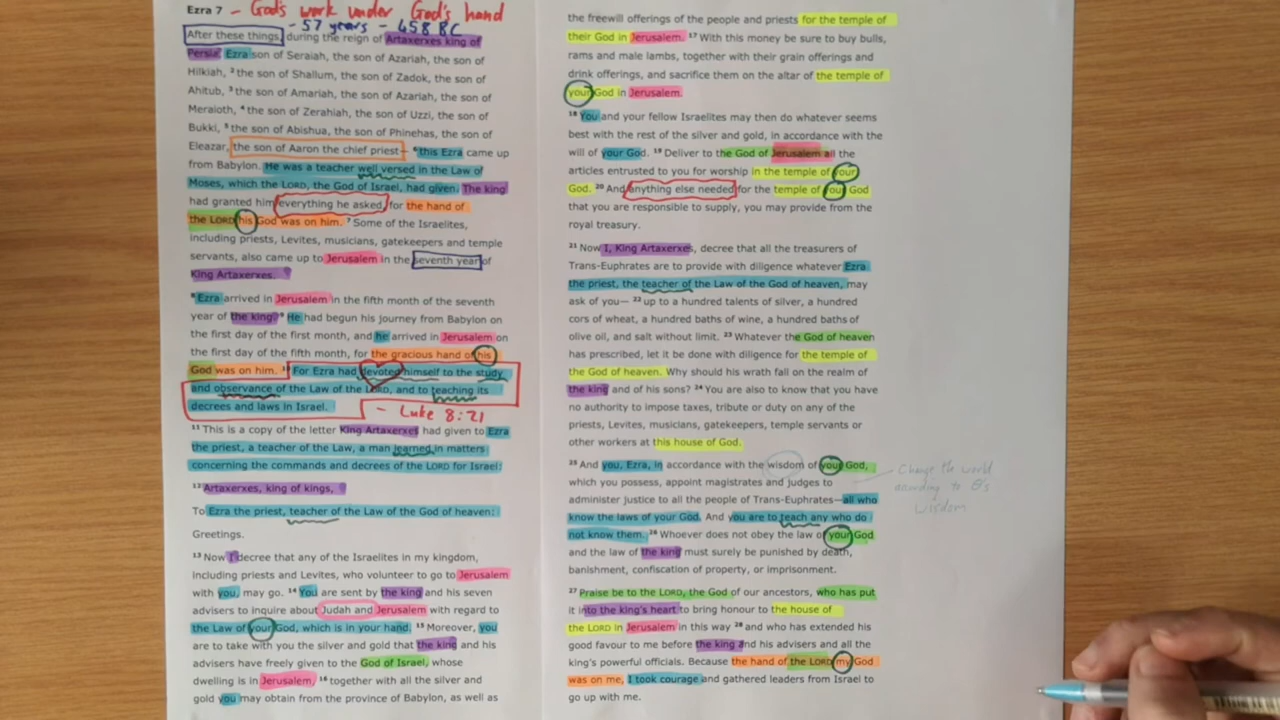 Ezra 7 - God's work under God's hand
- 57 years - 458 BC
After these things, during the reign of Artaxerxes king of
Persia, Ezra son of Seraiah, the son of Azariah, the son of
Hilkiah, 2 the son of Shallum, the son of Zadok, the son of
Ahitub, 3 the son of Amariah, the son of Azariah, the son of
Meraioth, 4 the son of Zerahiah, the son of Uzzi, the son of
Bukki, 5 the son of Abishua, the son of Phinehas, the son of
Eleazar, the son of Aaron the chief priest— 6 this Ezra came up
from Babylon. He was a teacher well versed in the Law of
Moses, which the LORD, the God of Israel, had given. The king
had granted him everything he asked, for the hand of
the LORD his God was on him. 7 Some of the Israelites,
including priests, Levites, musicians, gatekeepers and temple
servants, also came up to Jerusalem in the seventh year of
King Artaxerxes.
8 Ezra arrived in Jerusalem in the fifth month of the seventh
year of the king. 9 He had begun his journey from Babylon on
the first day of the first month, and he arrived in Jerusalem on
the first day of the fifth month, for the gracious hand of his
God was on him. 10 For Ezra had devoted himself to the study
and observance of the Law of the LORD, and to teaching its
decrees and laws in Israel.
- Luke 8:21
11 This is a copy of the letter King Artaxerxes had given to Ezra
the priest, a teacher of the Law, a man learned in matters
concerning the commands and decrees of the LORD for Israel:
12 Artaxerxes, king of kings,
To Ezra the priest, teacher of the Law of the God of heaven:
Greetings.
13 Now I decree that any of the Israelites in my kingdom,
including priests and Levites, who volunteer to go to Jerusalem
with you, may go. 14 You are sent by the king and his seven
advisers to inquire about Judah and Jerusalem with regard to
the Law of your God, which is in your hand. 15 Moreover, you
are to take with you the silver and gold that the king and his
advisers have freely given to the God of Israel, whose
dwelling is in Jerusalem, 16 together with all the silver and
gold you may obtain from the province of Babylon, as well as
the freewill offerings of the people and priests for the temple of
their God in Jerusalem. 17 With this money be sure to buy bulls,
rams and male lambs, together with their grain offerings and
drink offerings, and sacrifice them on the altar of the temple of
your God in Jerusalem.
18 You and your fellow Israelites may then do whatever seems
best with the rest of the silver and gold, in accordance with the
will of your God. 19 Deliver to the God of Jerusalem all the
articles entrusted to you for worship in the temple of your
God. 20 And anything else needed for the temple of your God
that you are responsible to supply, you may provide from the
royal treasury.
21 Now I, King Artaxerxes, decree that all the treasurers of
Trans-Euphrates are to provide with diligence whatever Ezra
the priest, the teacher of the Law of the God of heaven, may
ask of you— 22 up to a hundred talents of silver, a hundred
cors of wheat, a hundred baths of wine, a hundred baths of
olive oil, and salt without limit. 23 Whatever the God of heaven
has prescribed, let it be done with diligence for the temple of
the God of heaven. Why should his wrath fall on the realm of
the king and of his sons? 24 You are also to know that you have
no authority to impose taxes, tribute or duty on any of the
priests, Levites, musicians, gatekeepers, temple servants or
other workers at this house of God.
25 And you, Ezra, in accordance with the wisdom of your God,
which you possess, appoint magistrates and judges to
administer justice to all the people of Trans-Euphrates—all who
know the laws of your God. And you are to teach any who do
not know them. 26 Whoever does not obey the law of your God
and the law of the king must surely be punished by death,
banishment, confiscation of property, or imprisonment.
27 Praise be to the LORD, the God of our ancestors, who has put
it into the king's heart to bring honour to the house of
the LORD in Jerusalem in this way 28 and who has extended his
good favour to me before the king and his advisers and all the
king's powerful officials. Because the hand of the LORD my God
was on me, I took courage and gathered leaders from Israel to
go up with me.
Change the world
according to Θ's
wisdom